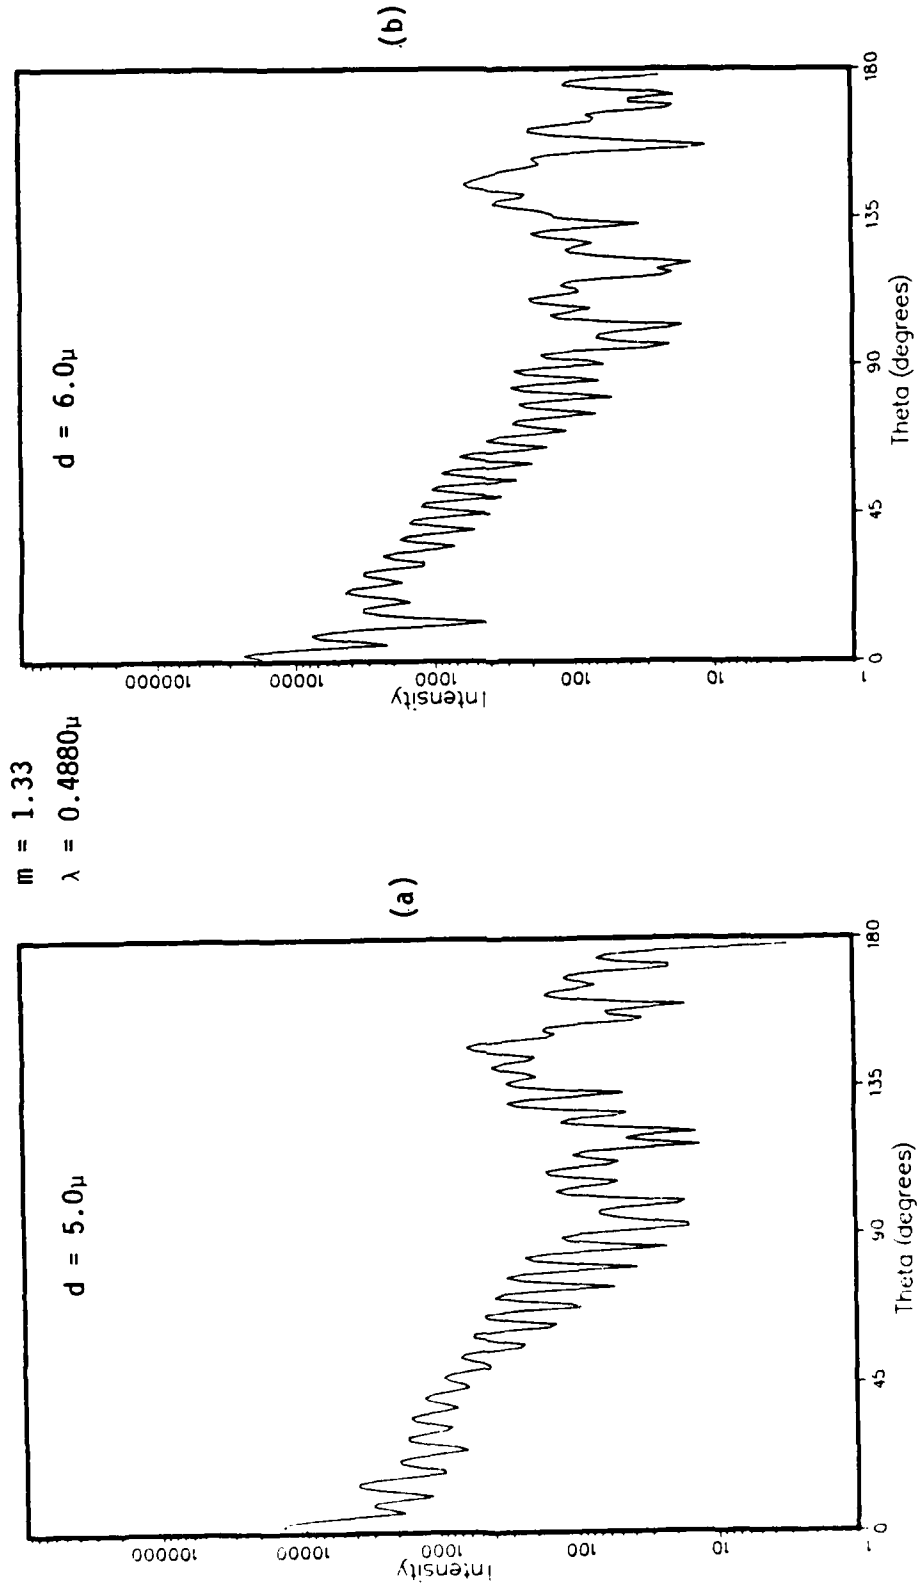 m = 1.33
λ = 0.4880μ
d = 5.0μ
(a)
Intensity
100000
10000
1000
100
10
1
0
45
90
135
180
Theta (degrees)
d = 6.0μ
(b)
Intensity
100000
10000
1000
100
10
1
0
45
90
135
180
Theta (degrees)